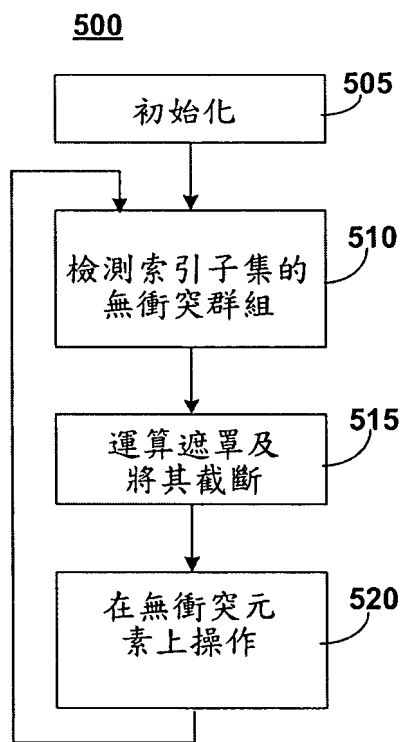 500
初始化
505
檢測索引子集的
無衝突群組
510
運算遮罩及
將其截斷
515
在無衝突元
素上操作
520